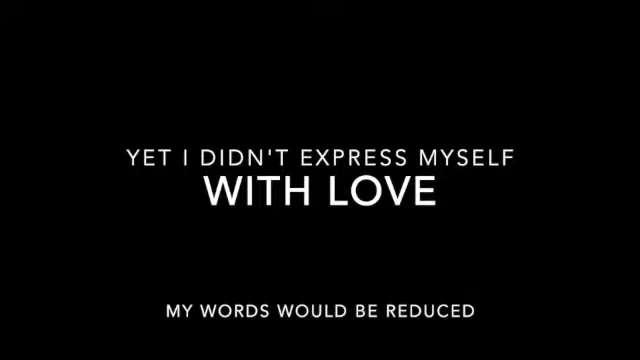 YET I DIDN'T EXPRESS MYSELF
WITH LOVE
MY WORDS WOULD BE REDUCED